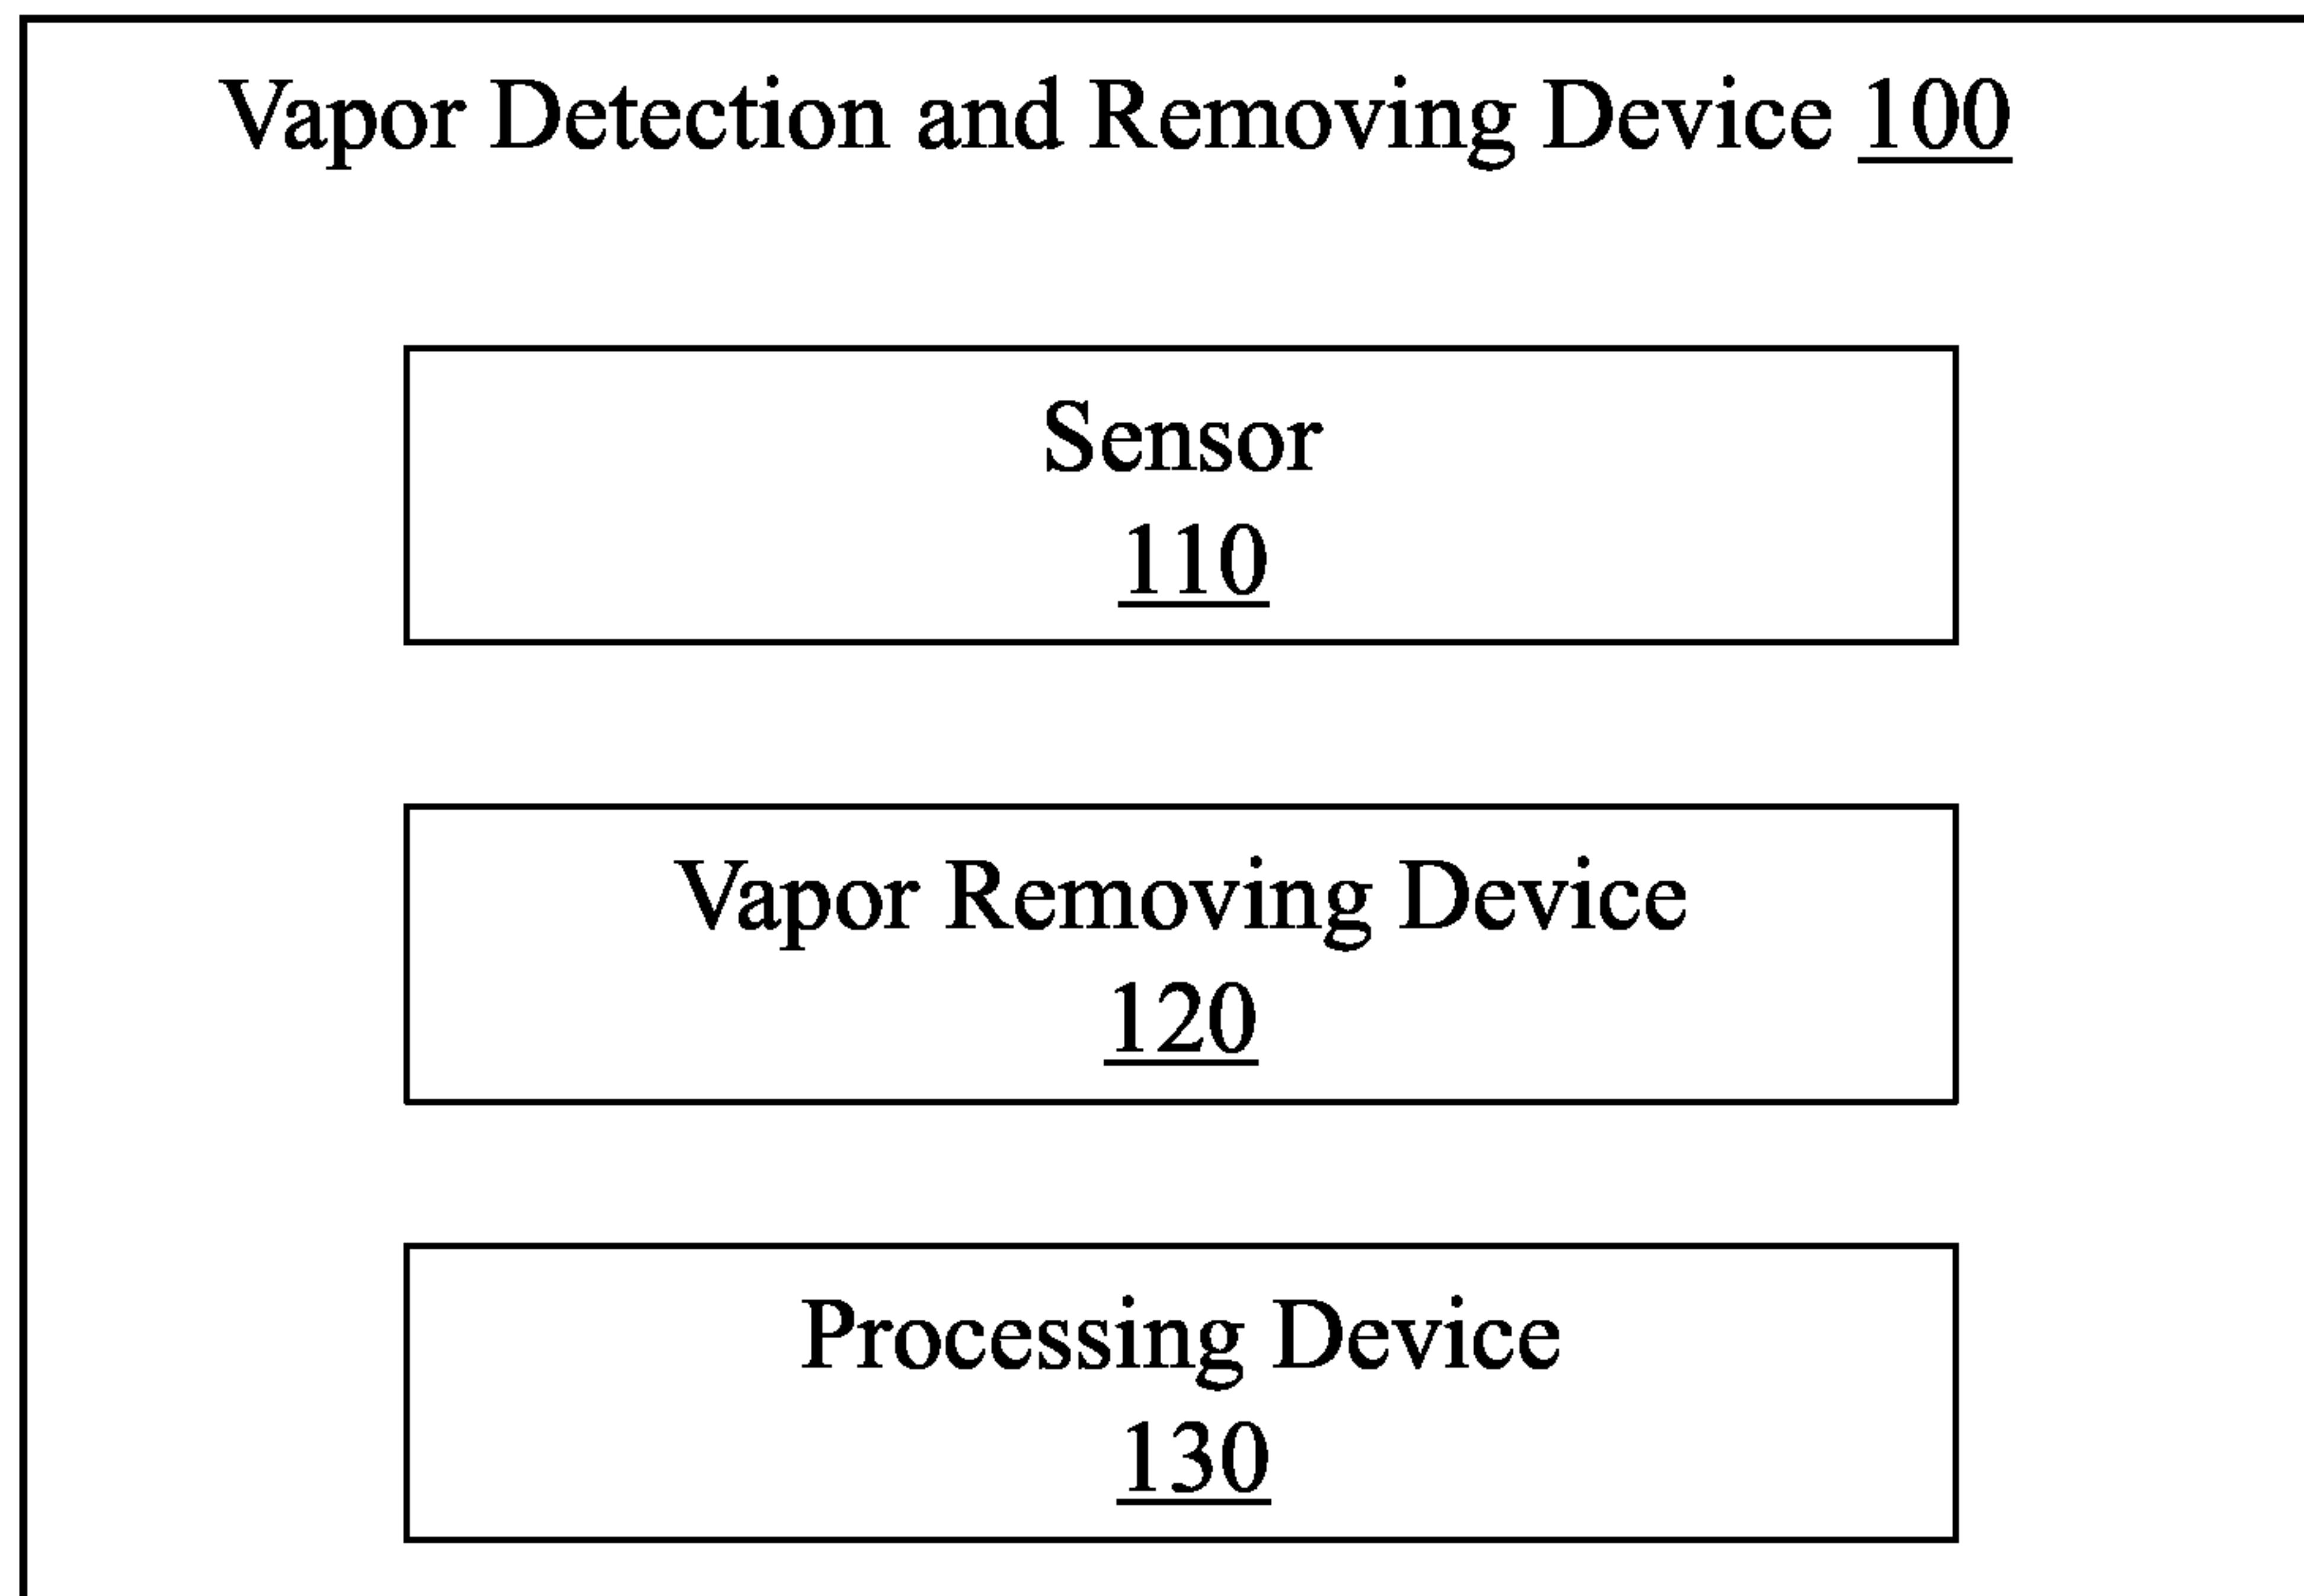 Vapor Detection and Removing Device 100
Sensor
110
Vapor Removing Device
120
Processing Device
130